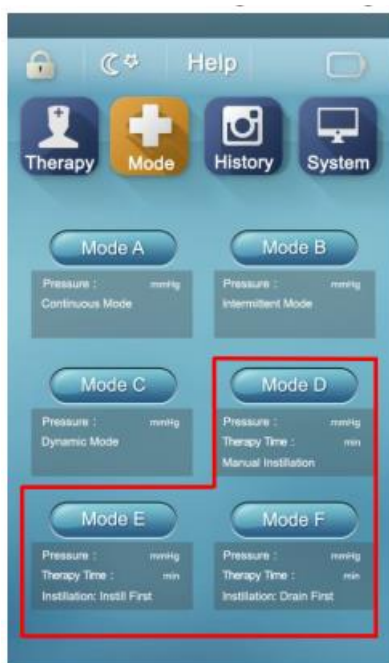 Help
Therapy
Mode
History
System
Mode A
Pressure : mmHg
Continuous Mode
Mode B
Pressure : mmHg
Intermittent Mode
Mode C
Pressure : mmHg
Dynamic Mode
Mode D
Pressure : mmHg
Therapy Time : min
Manual Instillation
Mode E
Pressure : mmHg
Therapy Time : min
Instillation: Instill First
Mode F
Pressure : mmHg
Therapy Time : min
Instillation: Drain First